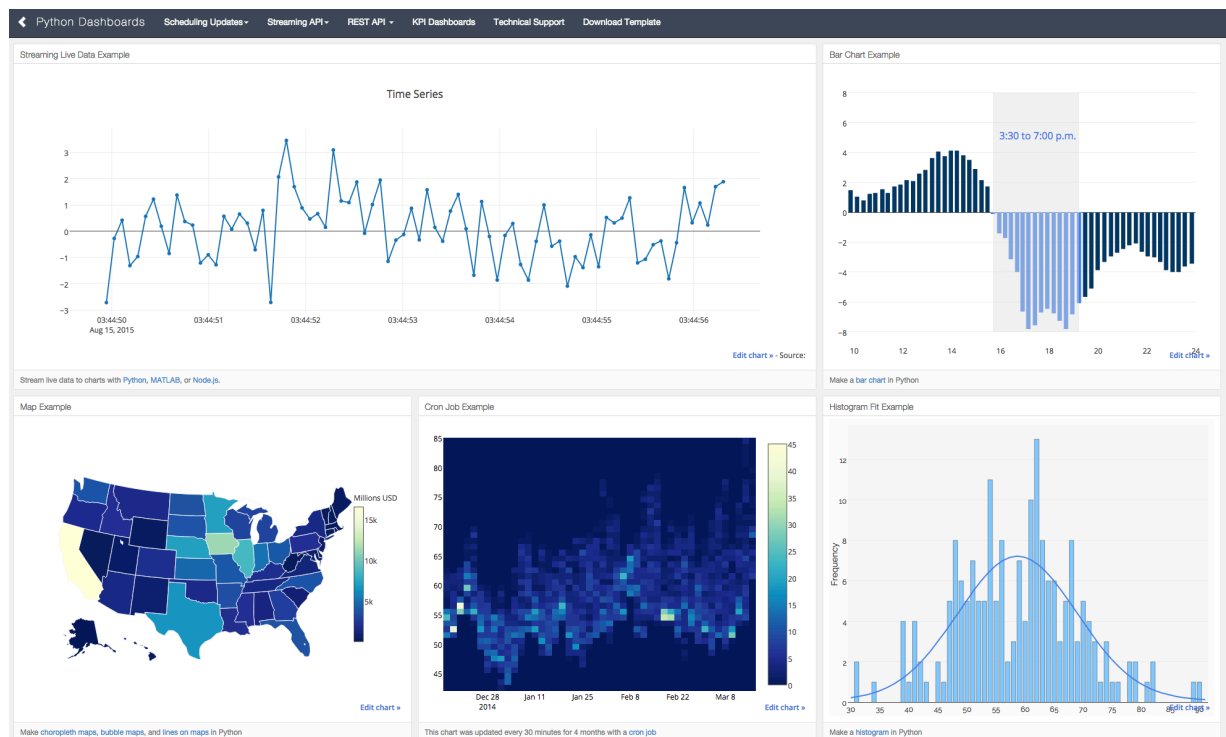 Python Dashboards Scheduling Updates Streaming API REST API KPI Dashboards Technical Support Download Template
Streaming Live Data Example
Time Series
3
2
1
0
−1
−2
−3
03:44:50 03:44:51 03:44:52 03:44:53 03:44:54 03:44:55 03:44:56
Aug 15, 2015
Edit chart » - Source:
Stream live data to charts with Python, MATLAB, or Node.js.
Bar Chart Example
8
6
3:30 to 7:00 p.m.
4
2
0
−2
−4
−6
−8
10 12 14 16 18 20 22 24
Edit chart »
Make a bar chart in Python
Map Example
Millions USD
15k
10k
5k
Edit chart »
Make choropleth maps, bubble maps, and lines on maps in Python
Cron Job Example
85
80
75
70
65
60
55
50
45
45
40
35
30
25
20
15
10
5
0
Dec 28 Jan 11 Jan 25 Feb 8 Feb 22 Mar 8
2014
Edit chart »
This chart was updated every 30 minutes for 4 months with a cron job
Histogram Fit Example
12
10
8
6
4
2
0
Frequency
30 35 40 45 50 55 60 65 70 75 80 85 90
Edit chart »
Make a histogram in Python